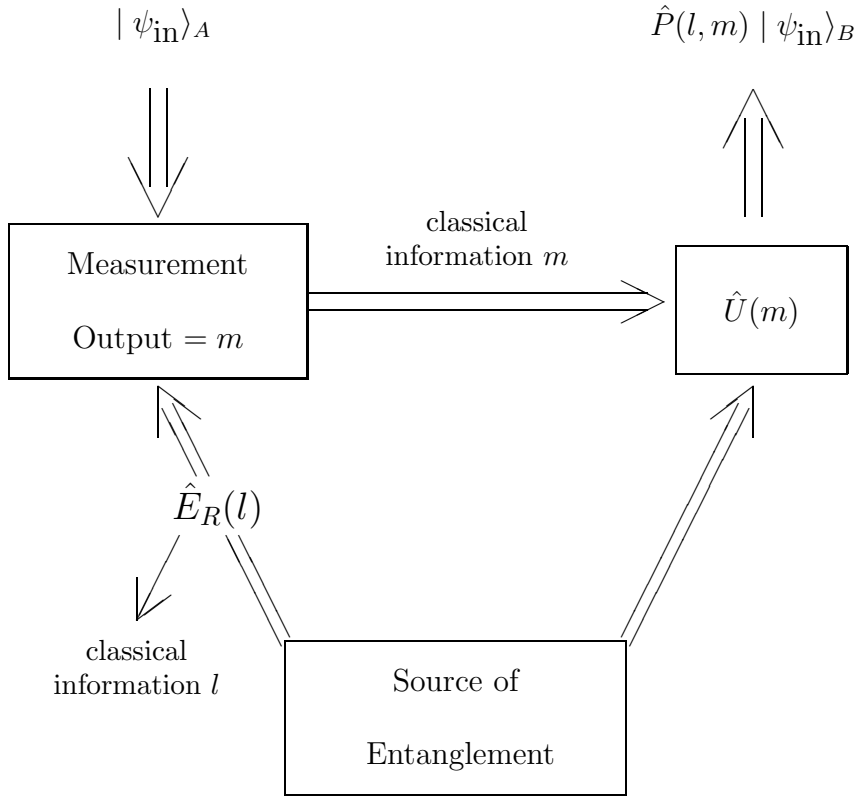 | ψ_in⟩_A
P̂(l, m) | ψ_in⟩_B
classical
information m
Measurement
Output = m
Û(m)
Ê_R(l)
classical
information l
Source of
Entanglement